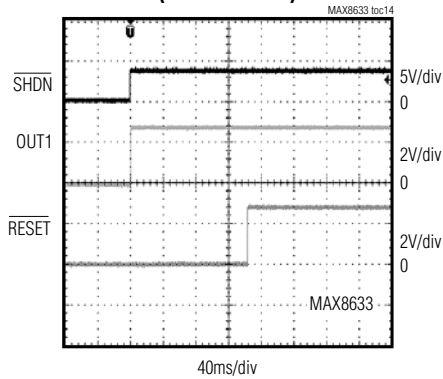 MAX8633 toc14
SHDN
5V/div
0
OUT1
2V/div
0
RESET
2V/div
0
MAX8633
40ms/div